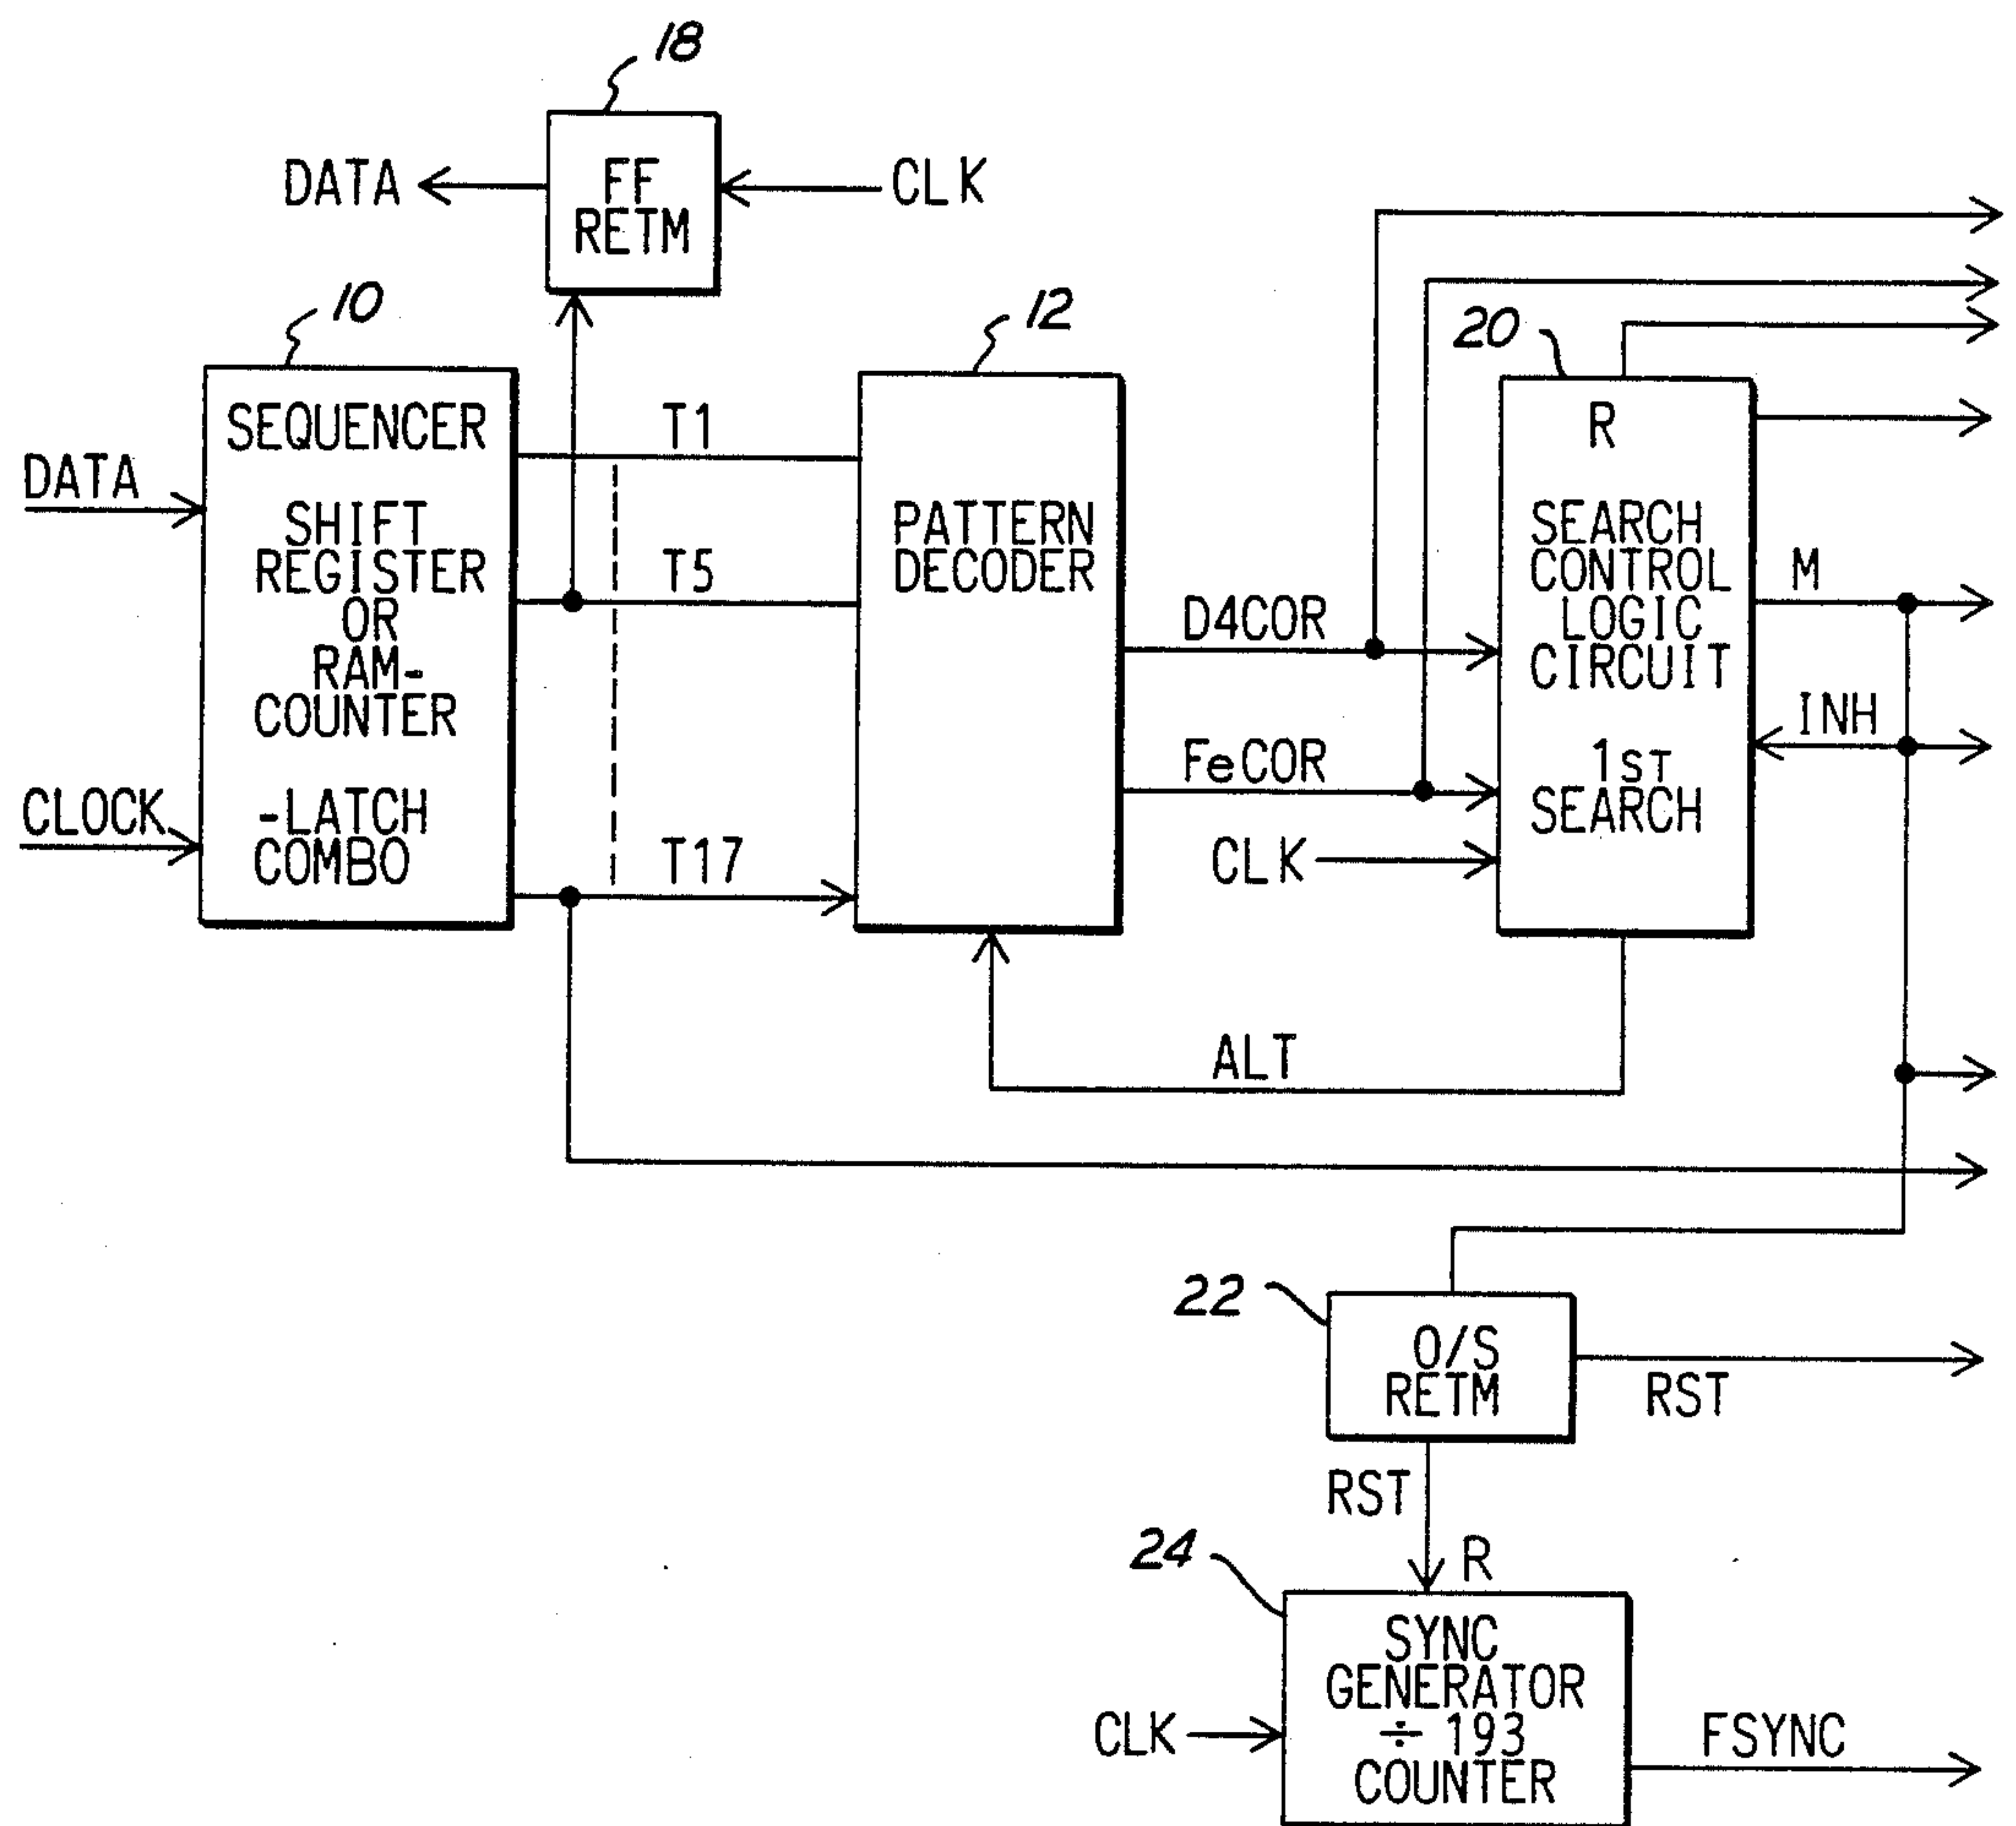 18
DATA
FF
RETM
CLK
10
12
20
SEQUENCER
SHIFT
REGISTER
OR
RAM-
COUNTER
-LATCH
COMBO
DATA
CLOCK
T1
T5
T17
PATTERN
DECODER
D4COR
FeCOR
CLK
R
SEARCH
CONTROL
LOGIC
CIRCUIT
1ST
SEARCH
M
INH
ALT
22
O/S
RETM
RST
RST
24
R
SYNC
GENERATOR
÷ 193
COUNTER
CLK
FSYNC